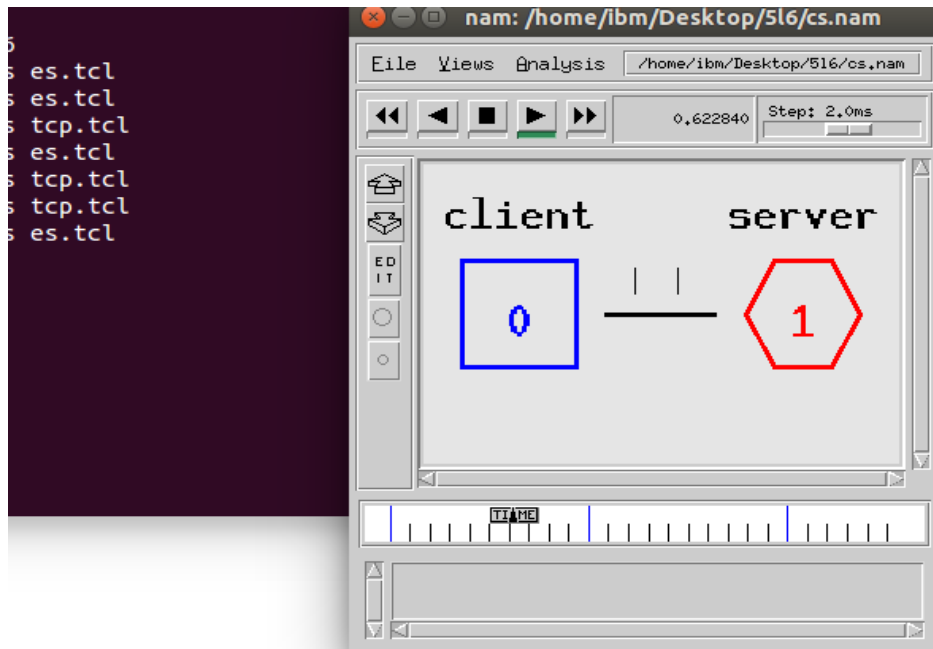 nam: /home/ibm/Desktop/5l6/cs.nam
s es.tcl
s es.tcl
s tcp.tcl
s es.tcl
s tcp.tcl
s tcp.tcl
s es.tcl
File Views Analysis /home/ibm/Desktop/5l6/cs.nam
0.622840 Step: 2.0ms
ED
IT
client server
0 1
TIME